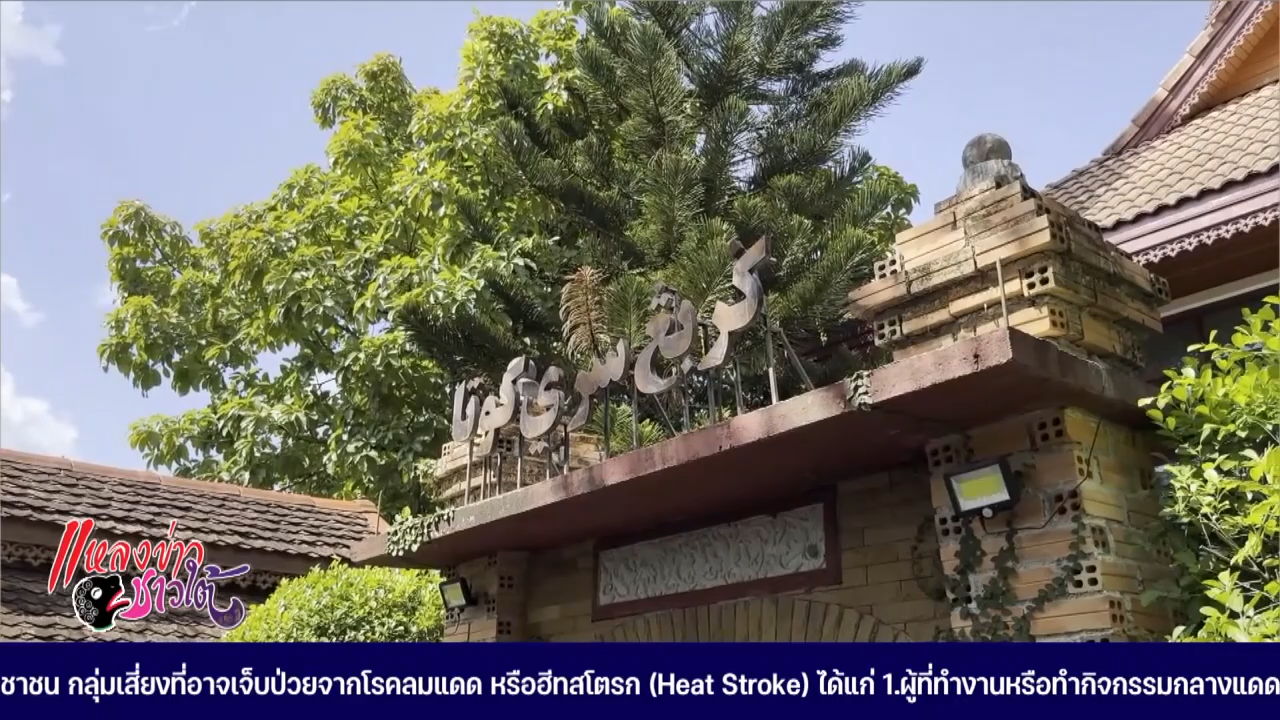 كوتڠ سري كوتا
แหลงข่าว
ชาวใต้
ชาชน กลุ่มเสี่ยงที่อาจเจ็บป่วยจากโรคลมแดด หรือฮีทสโตรก (Heat Stroke) ได้แก่ 1.ผู้ที่ทำงานหรือทำกิจกรรมกลางแดด